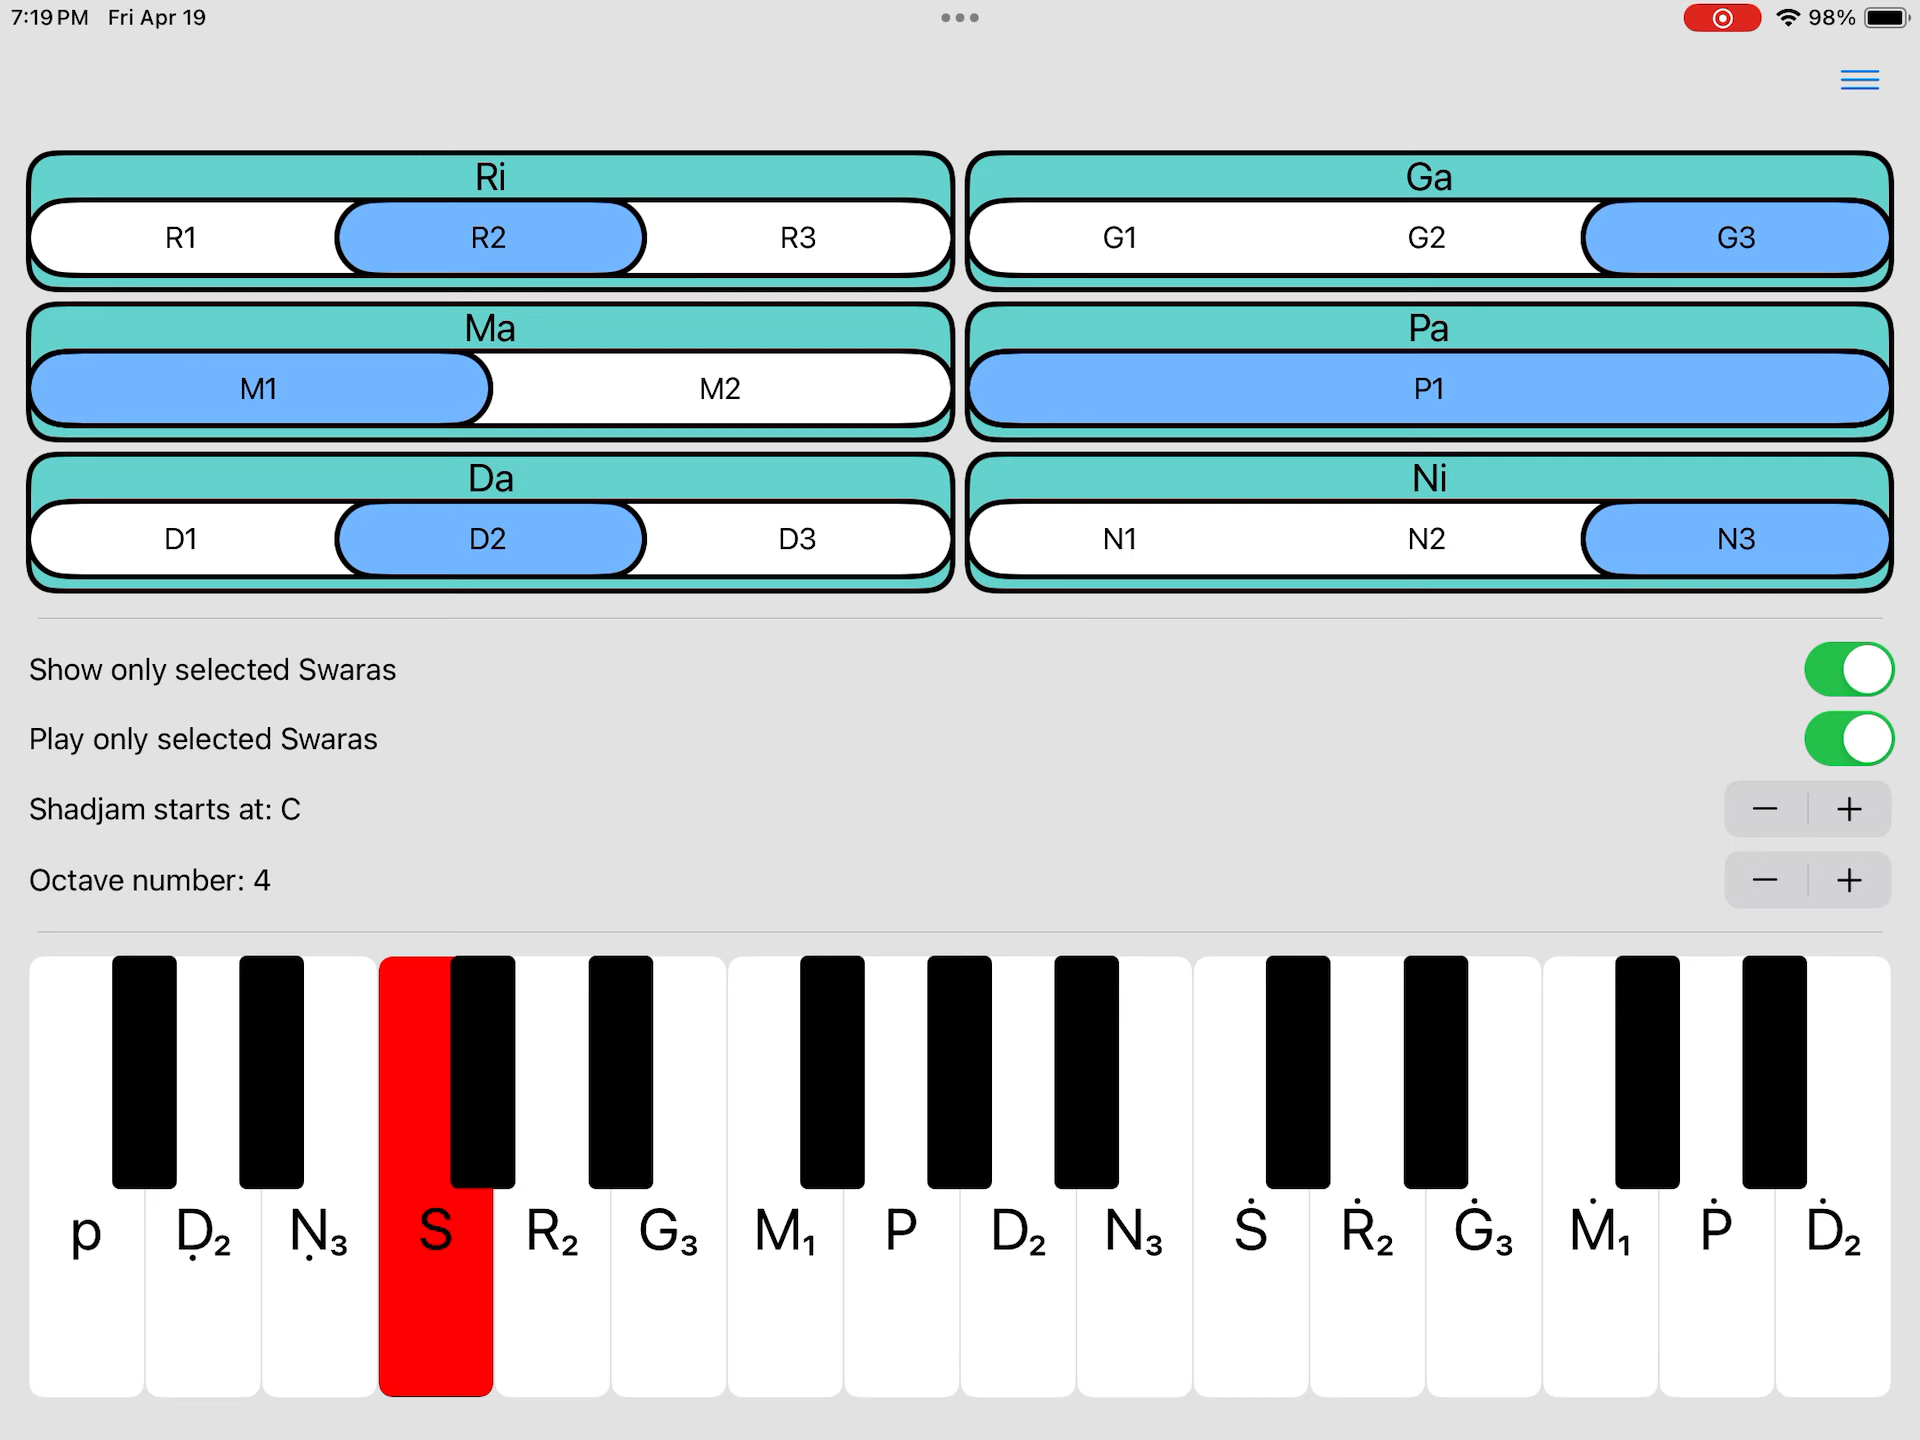 7:19 PM Fri Apr 19
98%
Ri
Ga
R1 R2 R3
G1 G2 G3
Ma
Pa
M1 M2
P1
Da
Ni
D1 D2 D3
N1 N2 N3
Show only selected Swaras
Play only selected Swaras
Shadjam starts at: C
− +
Octave number: 4
− +
p Ḍ₂ Ṇ₃ S R₂ G₃ M₁ P D₂ N₃ Ṡ Ṙ₂ Ġ₃ Ṁ₁ Ṗ Ḋ₂